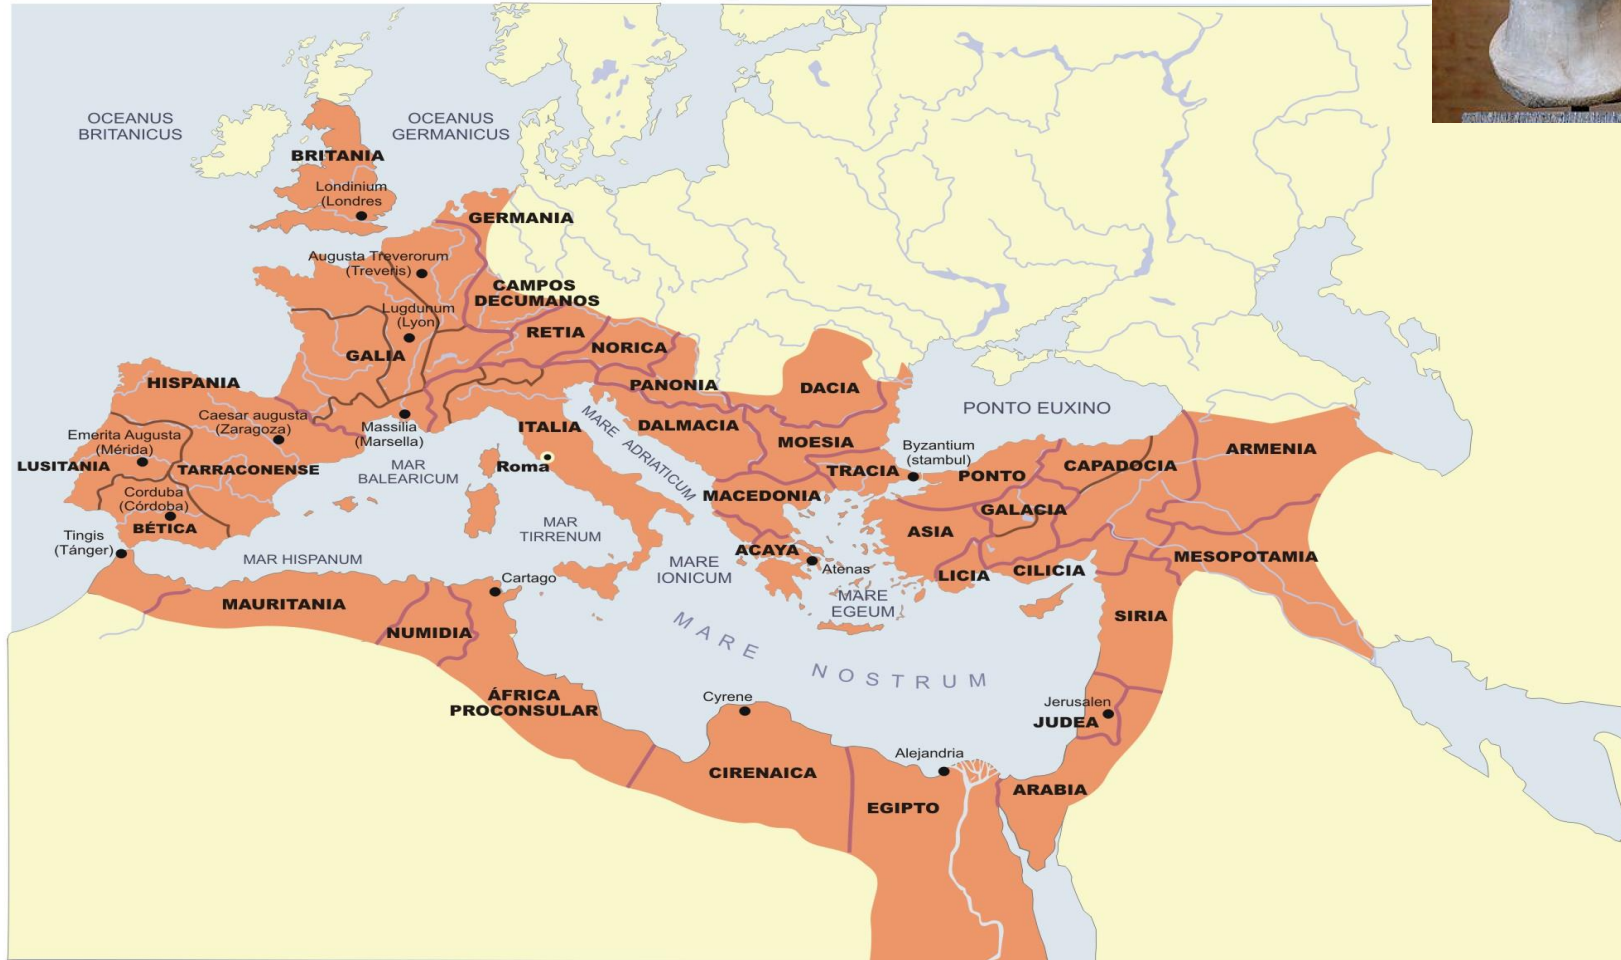 OCEANUS
BRITANICUS
OCEANUS
GERMANICUS
BRITANIA
Londinium
(Londres
GERMANIA
Augusta Treverorum
(Treveris)
CAMPOS
DECUMANOS
Lugdunum
(Lyon)
RETIA
NORICA
GALIA
HISPANIA
PANONIA
DACIA
PONTO EUXINO
Caesar augusta
(Zaragoza)
Massilia
(Marsella)
ITALIA
MARE ADRIATICUM
DALMACIA
MOESIA
Byzantium
(stambul)
ARMENIA
Emerita Augusta
(Mérida)
LUSITANIA
TARRACONENSE
MAR
BALEARICUM
Roma
TRACIA
PONTO
CAPADOCIA
Corduba
(Córdoba)
BÉTICA
MACEDONIA
GALACIA
Tingis
(Tánger)
MAR
TIRRENUM
ASIA
MAR HISPANUM
MARE
IONICUM
ACAYA
Atenas
LICIA
CILICIA
MESOPOTAMIA
Cartago
MAURITANIA
MARE
EGEUM
SIRIA
NUMIDIA
MARE NOSTRUM
ÁFRICA
PROCONSULAR
Cyrene
Jerusalen
JUDEA
Alejandria
CIRENAICA
ARABIA
EGIPTO